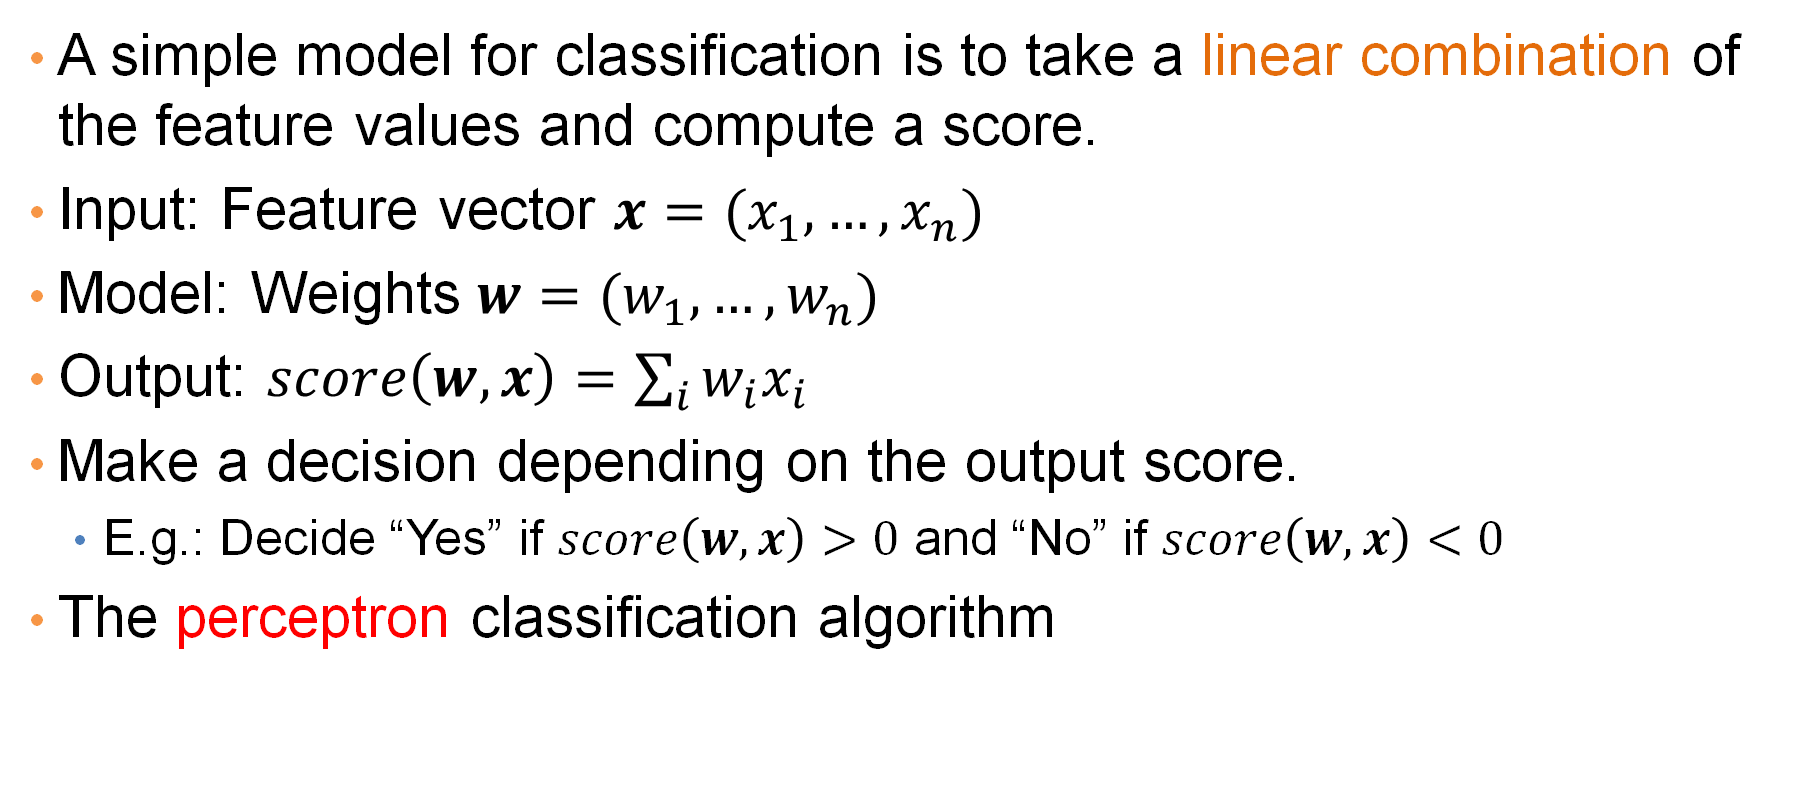 • A simple model for classification is to take a linear combination of
the feature values and compute a score.
• Input: Feature vector 𝒙 = (𝑥₁, … , 𝑥ₙ)
• Model: Weights 𝒘 = (𝑤₁, … , 𝑤ₙ)
• Output: 𝑠𝑐𝑜𝑟𝑒(𝒘, 𝒙) = ∑ᵢ 𝑤ᵢ𝑥ᵢ
• Make a decision depending on the output score.
• E.g.: Decide “Yes” if 𝑠𝑐𝑜𝑟𝑒(𝒘, 𝒙) > 0 and “No” if 𝑠𝑐𝑜𝑟𝑒(𝒘, 𝒙) < 0
• The perceptron classification algorithm